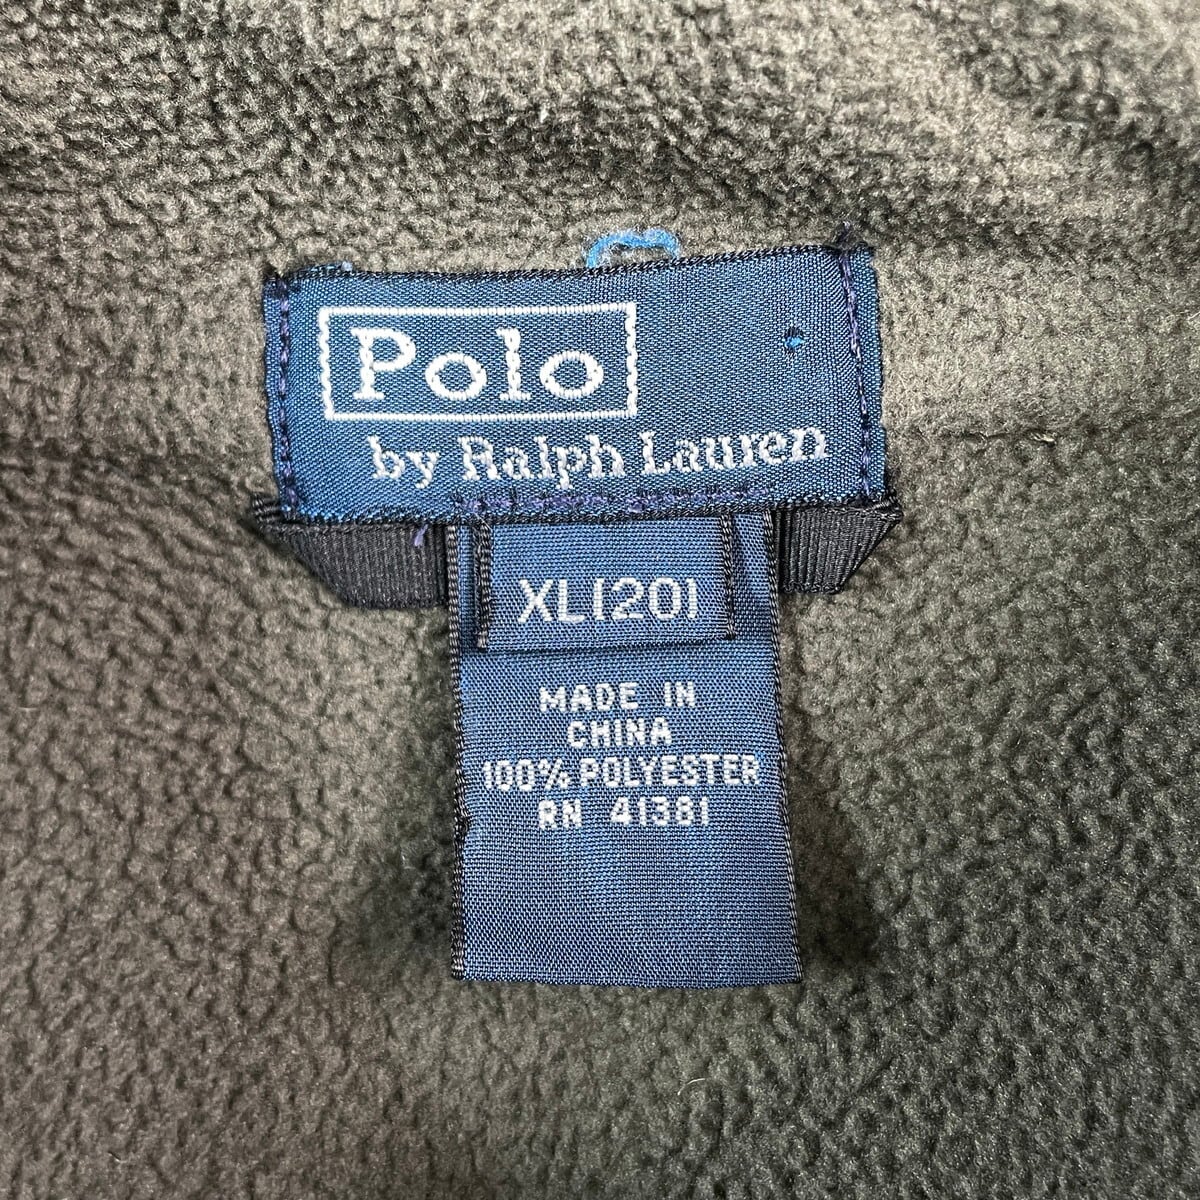 Polo
by Ralph Lauren
XL(20)
MADE IN
CHINA
100% POLYESTER
RN 41381